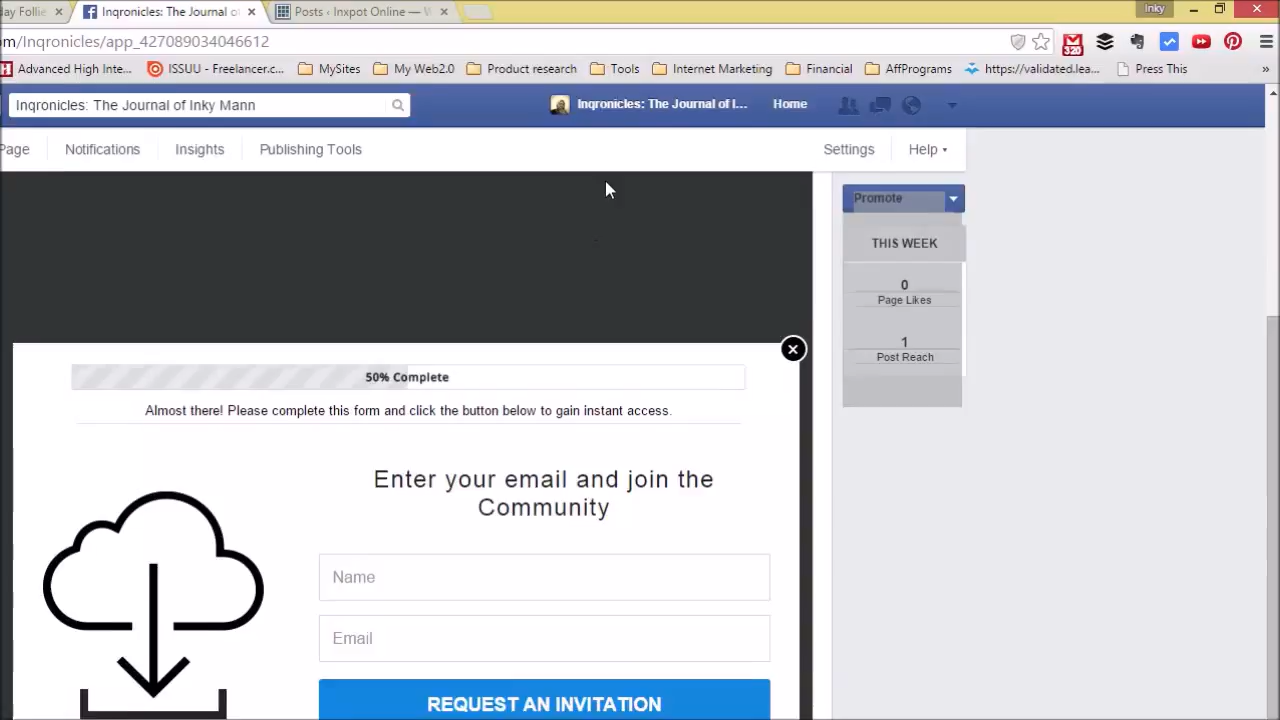 Inky
day Follie
Inqronicles: The Journal o
Posts ‹ Inxpot Online — W
om/Inqronicles/app_427089034046612
320
Advanced High Inte...
ISSUU - Freelancer.c...
MySites
My Web2.0
Product research
Tools
Internet Marketing
Financial
AffPrograms
https://validated.lea...
Press This
»
Inqronicles: The Journal of Inky Mann
Inqronicles: The Journal of I...
Home
Page
Notifications
Insights
Publishing Tools
Settings
Help
Promote
THIS WEEK
0
Page Likes
1
Post Reach
50% Complete
Almost there! Please complete this form and click the button below to gain instant access.
Enter your email and join the
Community
Name
Email
REQUEST AN INVITATION